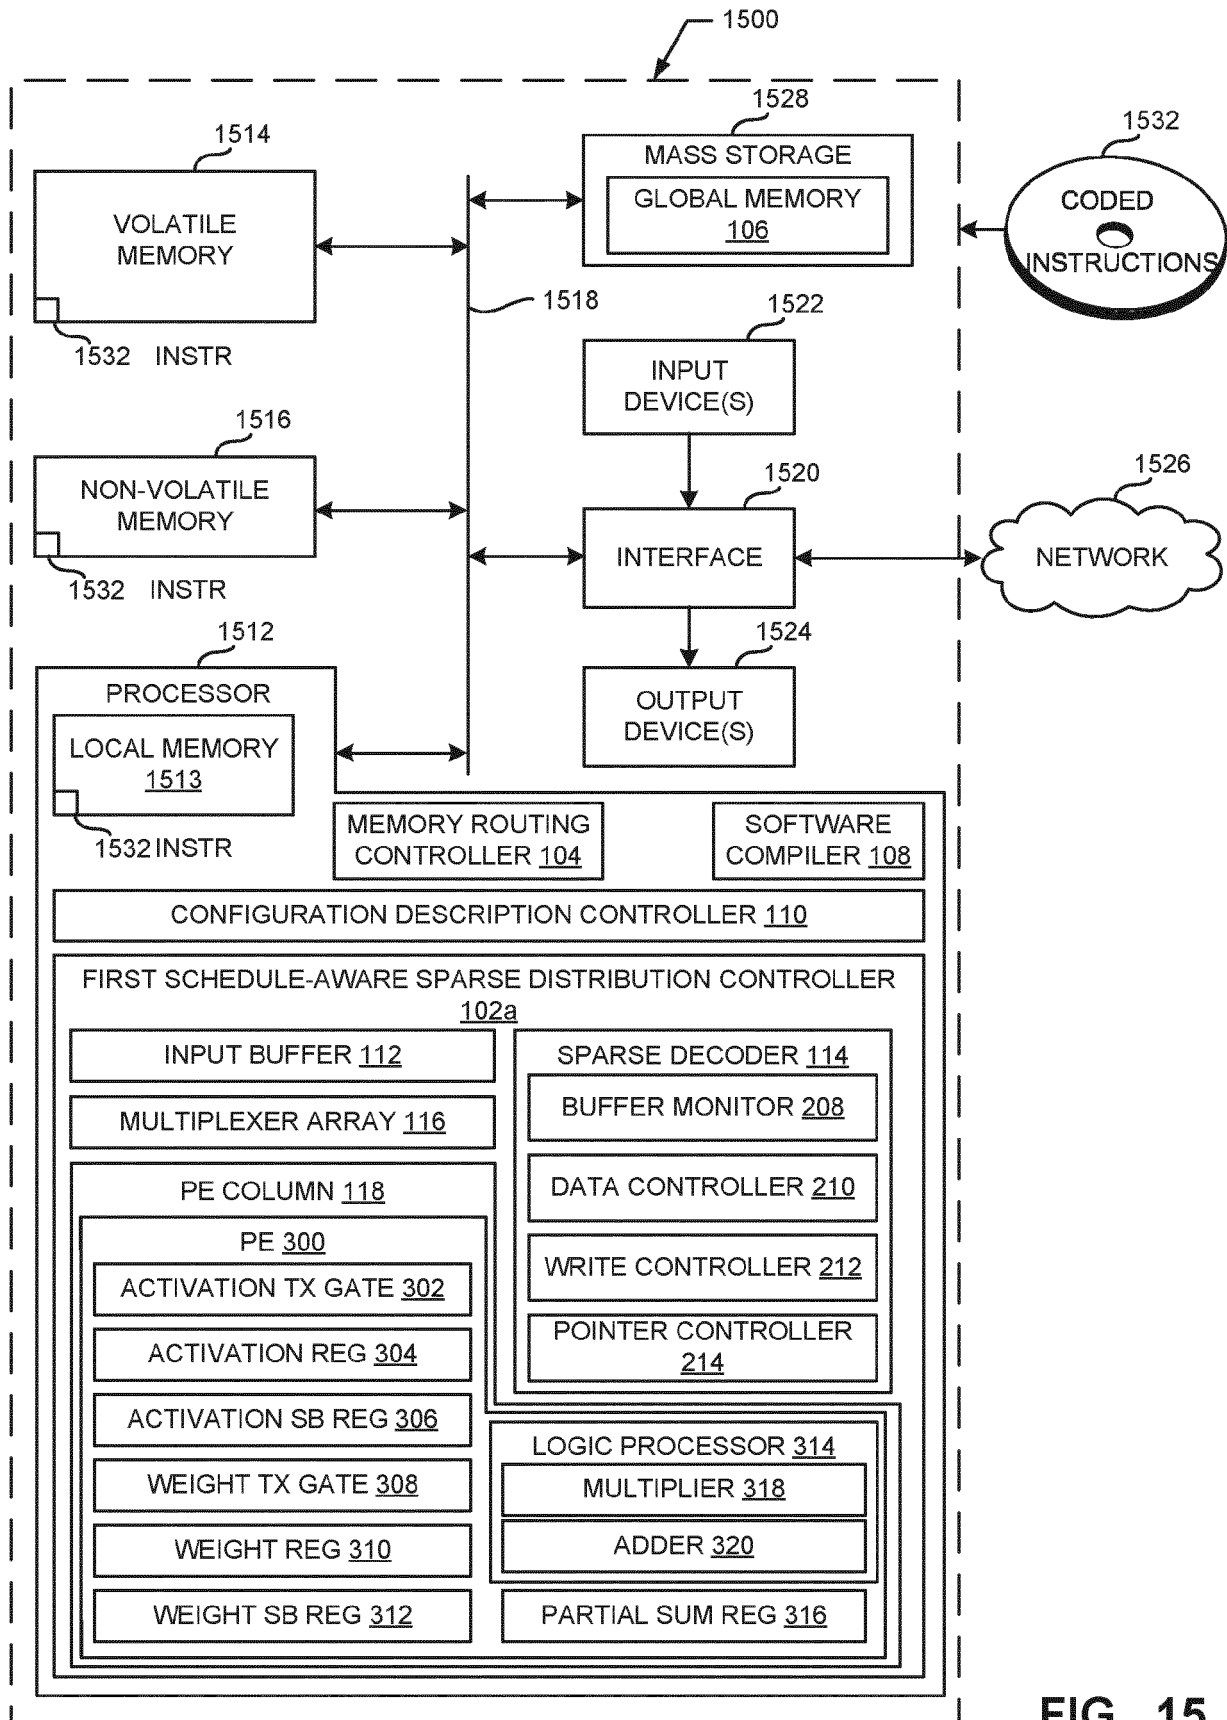 1500
1528
1514
1532
MASS STORAGE
GLOBAL MEMORY
106
VOLATILE
MEMORY
CODED
INSTRUCTIONS
1518
1522
1532 INSTR
INPUT
DEVICE(S)
1516
1520
1526
NON-VOLATILE
MEMORY
INTERFACE
NETWORK
1532 INSTR
1512
1524
PROCESSOR
OUTPUT
DEVICE(S)
LOCAL MEMORY
1513
1532 INSTR
MEMORY ROUTING
CONTROLLER 104
SOFTWARE
COMPILER 108
CONFIGURATION DESCRIPTION CONTROLLER 110
FIRST SCHEDULE-AWARE SPARSE DISTRIBUTION CONTROLLER
102a
INPUT BUFFER 112
MULTIPLEXER ARRAY 116
SPARSE DECODER 114
BUFFER MONITOR 208
DATA CONTROLLER 210
WRITE CONTROLLER 212
POINTER CONTROLLER
214
PE COLUMN 118
PE 300
ACTIVATION TX GATE 302
ACTIVATION REG 304
ACTIVATION SB REG 306
WEIGHT TX GATE 308
WEIGHT REG 310
WEIGHT SB REG 312
LOGIC PROCESSOR 314
MULTIPLIER 318
ADDER 320
PARTIAL SUM REG 316
FIG. 15